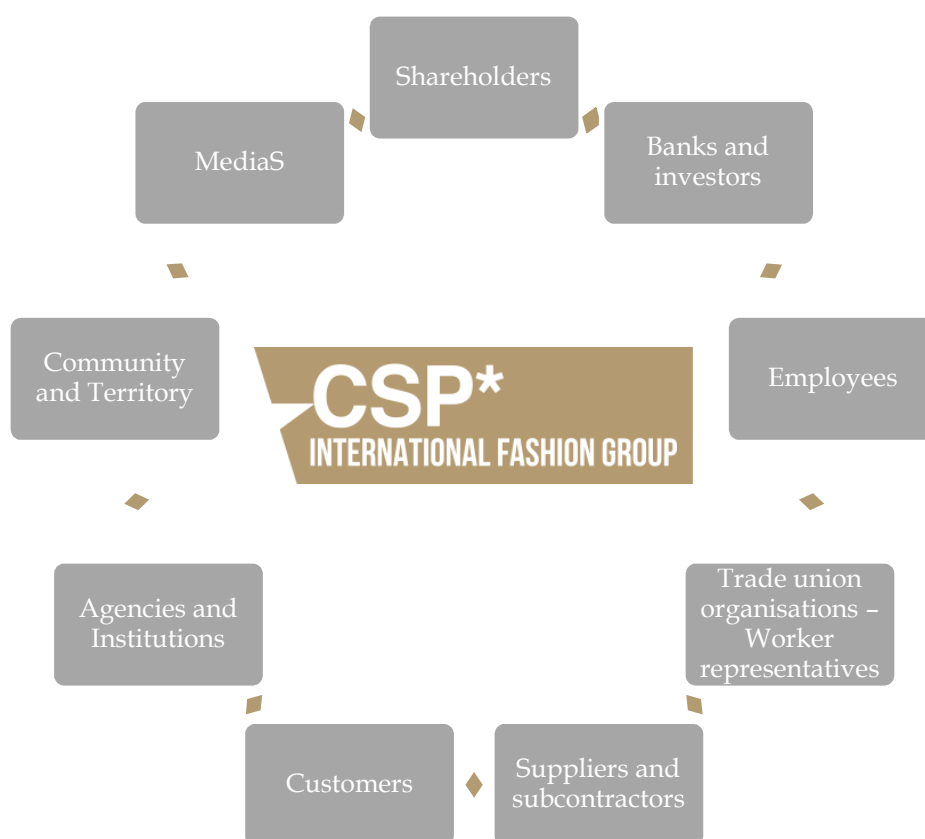 Shareholders
Banks and
investors
Employees
Trade union
organisations –
Worker
representatives
Suppliers and
subcontractors
Customers
Agencies and
Institutions
Community
and Territory
MediaS
CSP*
INTERNATIONAL FASHION GROUP